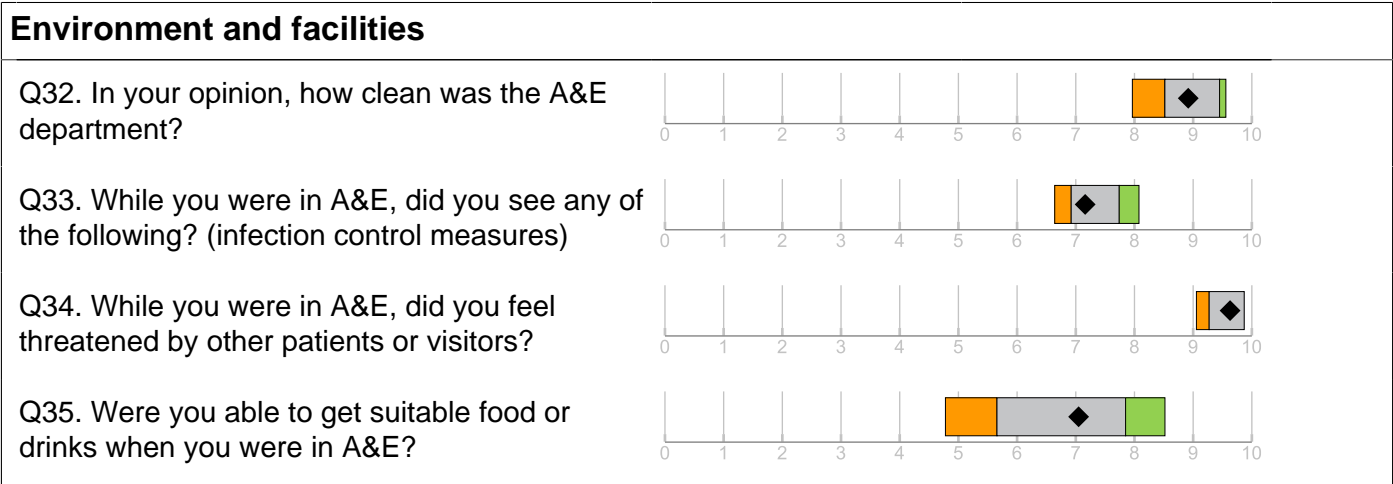 Environment and facilities
Q32. In your opinion, how clean was the A&E
department?
0 1 2 3 4 5 6 7 8 9 10
Q33. While you were in A&E, did you see any of
the following? (infection control measures)
0 1 2 3 4 5 6 7 8 9 10
Q34. While you were in A&E, did you feel
threatened by other patients or visitors?
0 1 2 3 4 5 6 7 8 9 10
Q35. Were you able to get suitable food or
drinks when you were in A&E?
0 1 2 3 4 5 6 7 8 9 10